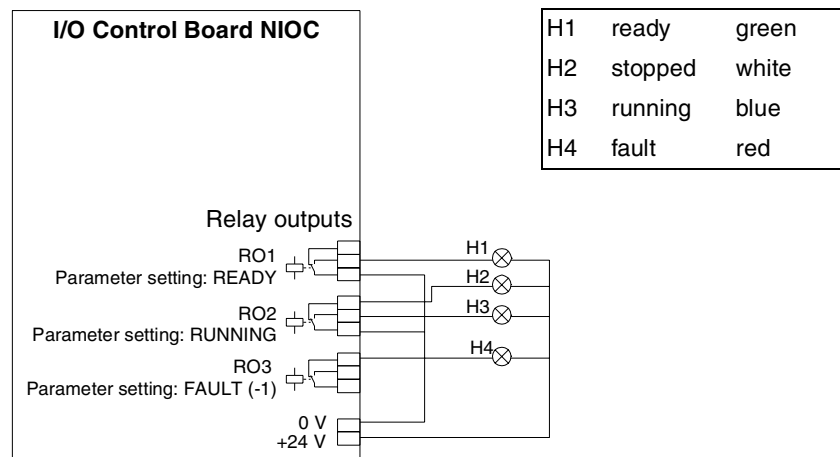 I/O Control Board NIOC
H1 ready green
H2 stopped white
H3 running blue
H4 fault red
Relay outputs
RO1
Parameter setting: READY
RO2
Parameter setting: RUNNING
RO3
Parameter setting: FAULT (-1)
0 V
+24 V
H1
H2
H3
H4